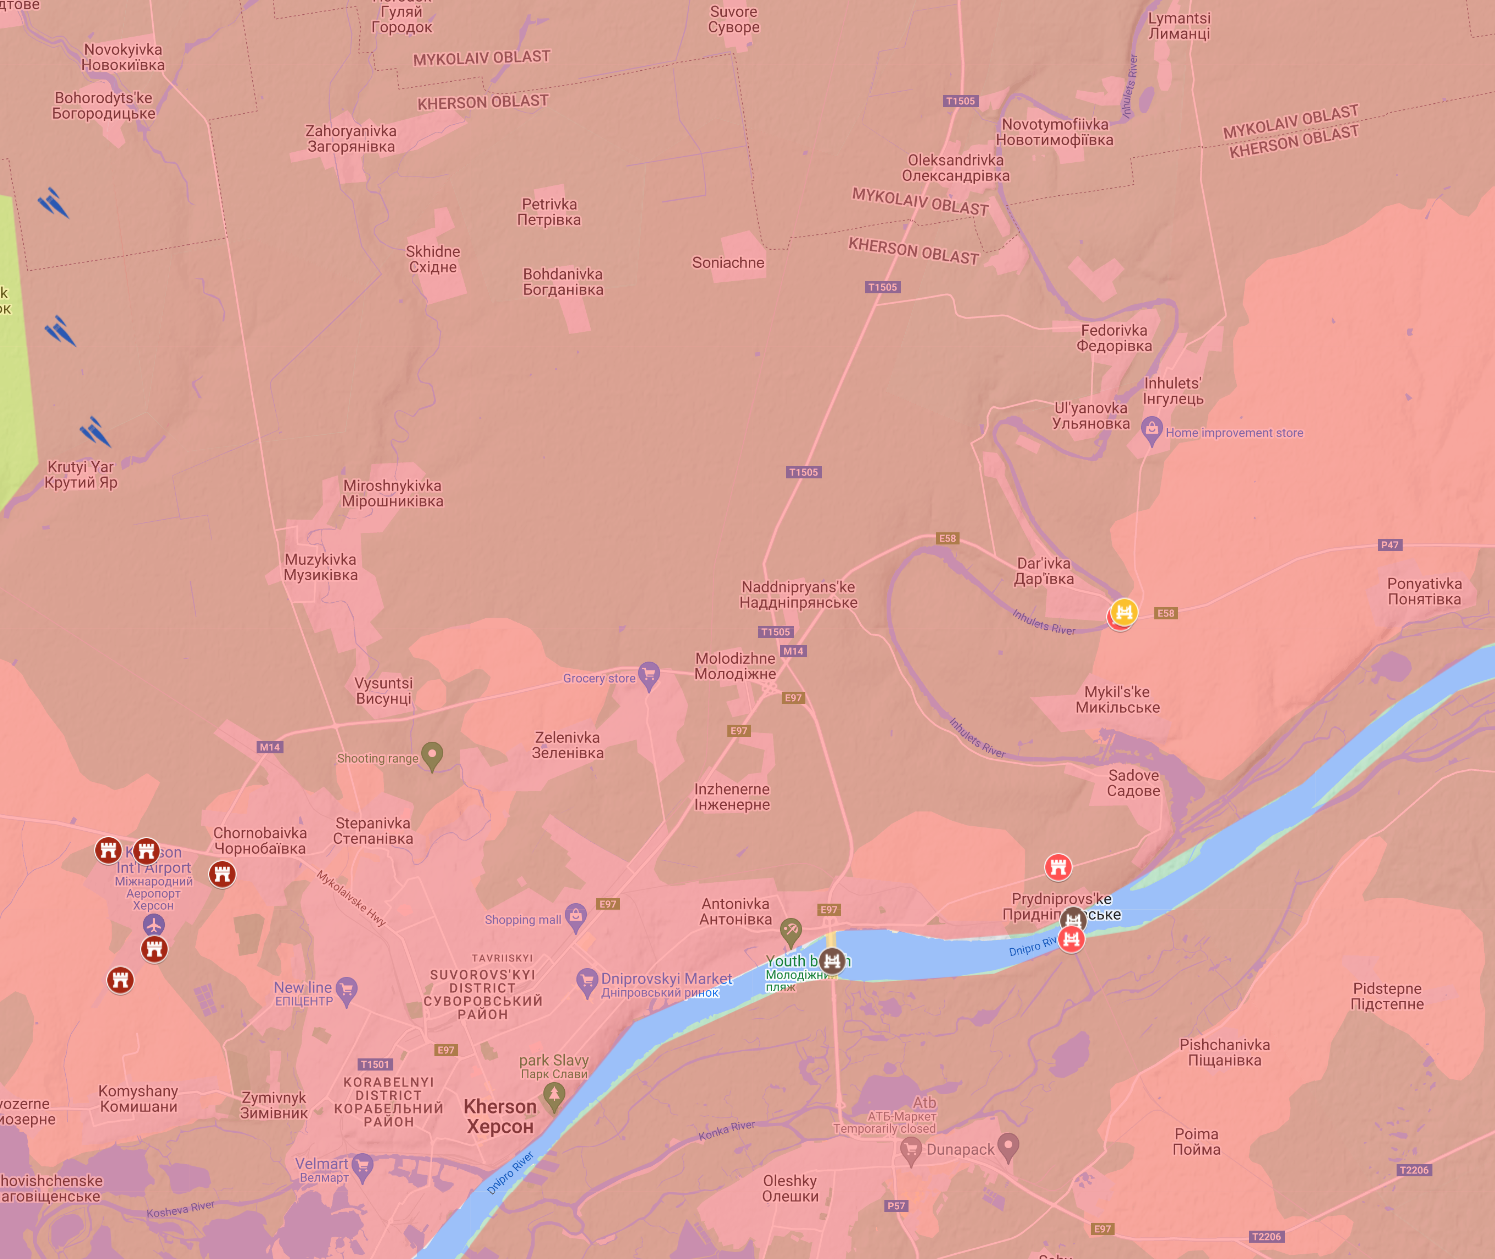 Гуляй
Городок
Suvore
Суворе
Lymantsi
Лиманці
Novokyivka
Новокиївка
MYKOLAIV OBLAST
KHERSON OBLAST
Bohorodyts'ke
Богородицьке
T1505
Inhulets River
Zahoryanivka
Загорянівка
Novotymofiivka
Новотимофіївка
MYKOLAIV OBLAST
KHERSON OBLAST
Oleksandrivka
Олександрівка
Petrivka
Петрівка
MYKOLAIV OBLAST
KHERSON OBLAST
Skhidne
Східне
Soniachne
Bohdanivka
Богданівка
T1505
Fedorivka
Федорівка
Inhulets'
Інгулець
Ul'yanovka
Ульяновка
Home improvement store
Krutyi Yar
Крутий Яр
T1505
Miroshnykivka
Мірошниківка
E58
P47
Muzykivka
Музиківка
Dar'ivka
Дар'ївка
Naddnipryans'ke
Наддніпрянське
Ponyativka
Понятівка
E58
Inhulets River
T1505
M14
Molodizhne
Молодіжне
Grocery store
Vysuntsi
Висунці
E97
Mykil's'ke
Микільське
Inhulets River
E97
M14
Zelenivka
Зеленівка
Shooting range
Sadove
Садове
Inzhenerne
Інженерне
Chornobaivka
Чорнобаївка
Stepanivka
Степанівка
Int'l Airport
Міжнародний
Аеропорт
Херсон
Mykolaivske Hwy
E97
Antonivka
Антонівка
E97
Prydniprovs'ke
Shopping mall
Dnipro
TAVRIISKYI
SUVOROVS'KYI
DISTRICT
СУВОРОВСЬКИЙ
РАЙОН
Youth
Молодіжний
пляж
Dniprovskyi Market
Дніпровський ринок
New line
ЕПІЦЕНТР
Pidstepne
Підстепне
E97
T1501
park Slavy
Парк Слави
Pishchanivka
Піщанівка
KORABELNYI
DISTRICT
КОРАБЕЛЬНИЙ
РАЙОН
Komyshany
Комишани
Zymivnyk
Зимівник
Kherson
Херсон
Atb
АТБ-Маркет
Temporarily closed
Konka River
Dunapack
Poima
Пойма
Velmart
Велмарт
Dnipro River
T2206
Oleshky
Олешки
Kosheva River
P57
E97
T2206